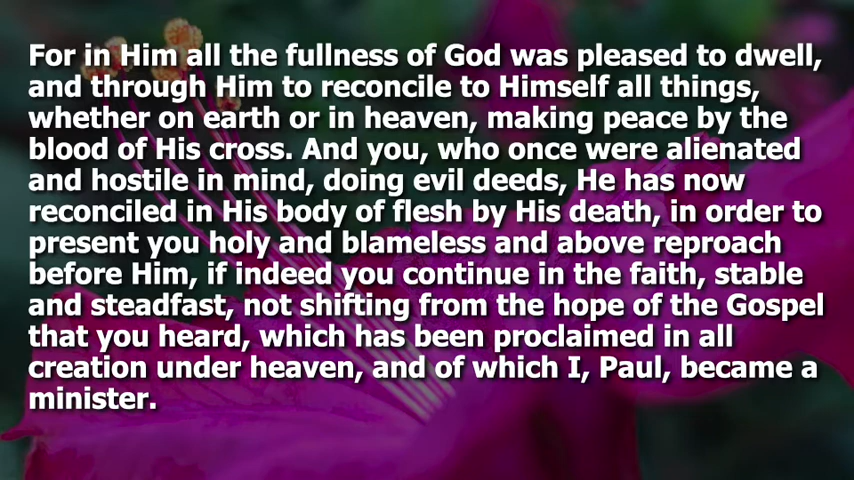 For in Him all the fullness of God was pleased to dwell,
and through Him to reconcile to Himself all things,
whether on earth or in heaven, making peace by the
blood of His cross. And you, who once were alienated
and hostile in mind, doing evil deeds, He has now
reconciled in His body of flesh by His death, in order to
present you holy and blameless and above reproach
before Him, if indeed you continue in the faith, stable
and steadfast, not shifting from the hope of the Gospel
that you heard, which has been proclaimed in all
creation under heaven, and of which I, Paul, became a
minister.